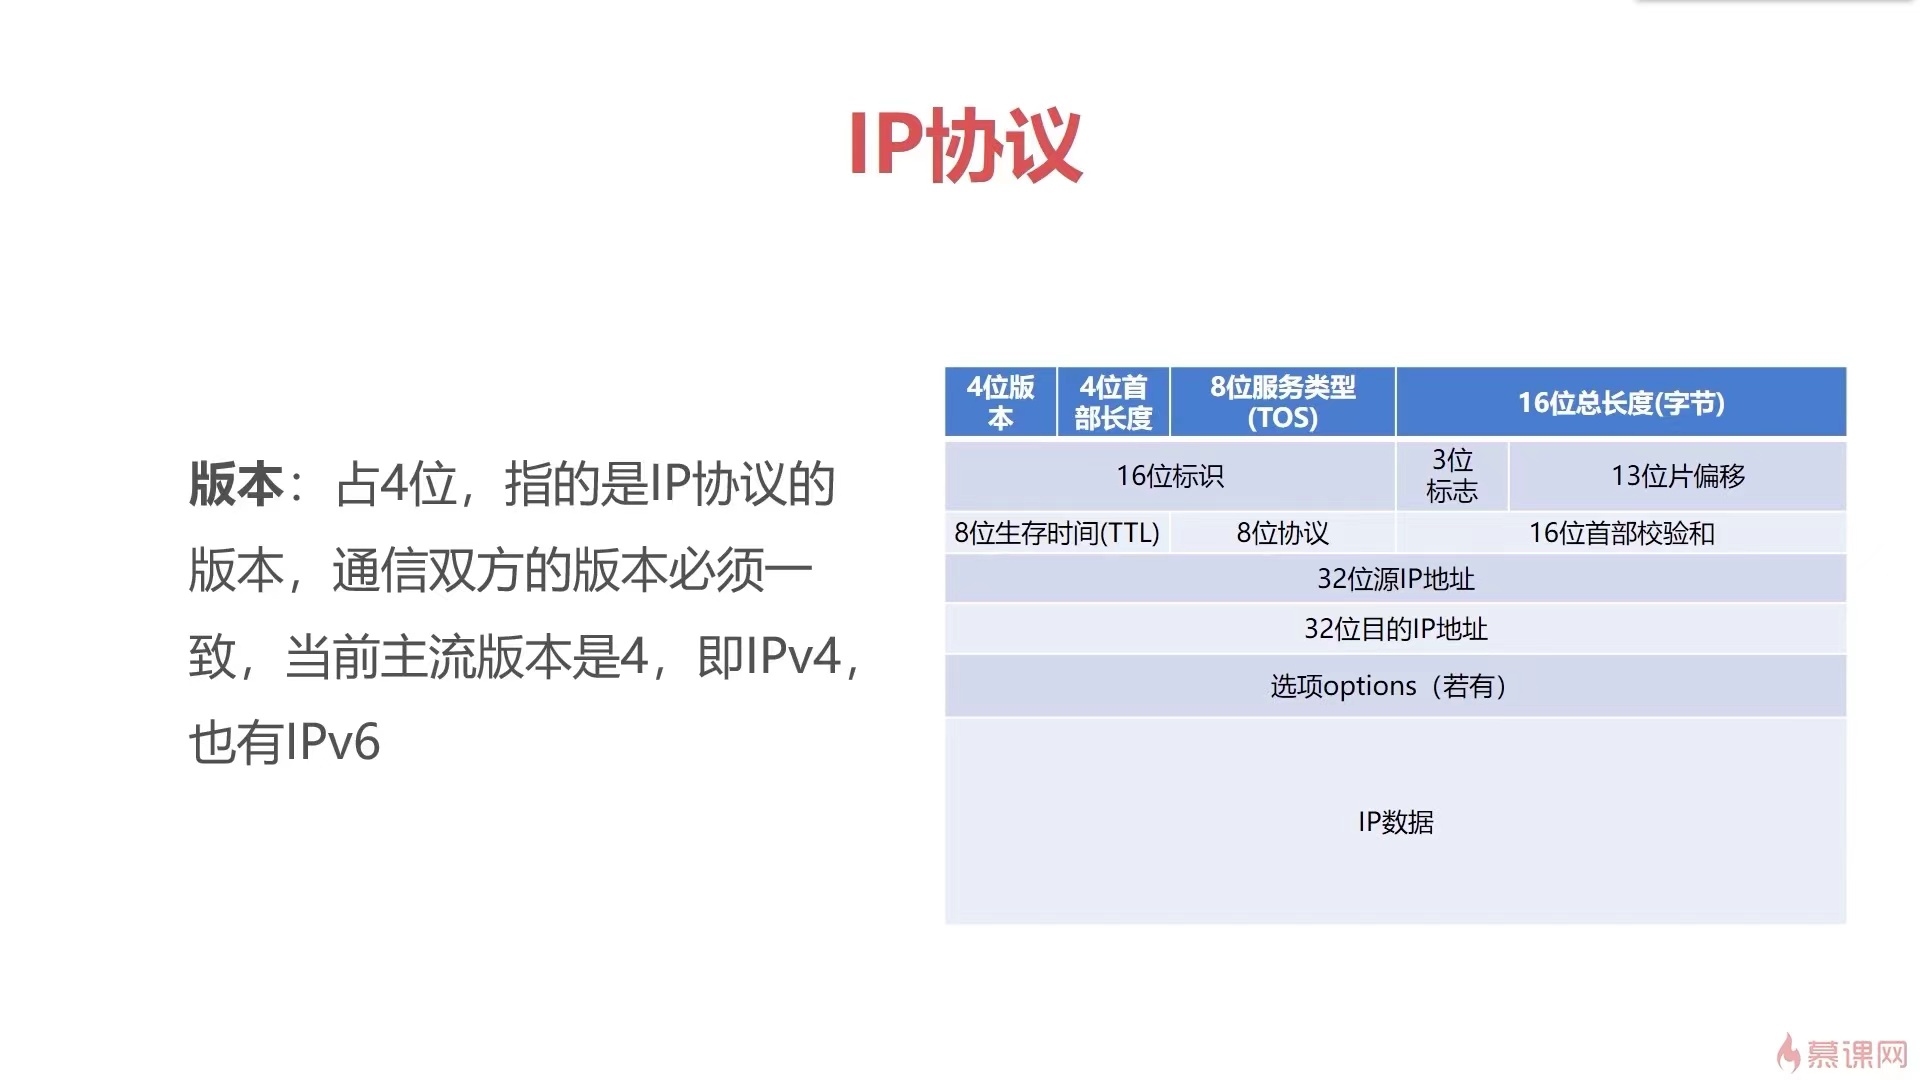 IP协议
版本：占4位，指的是IP协议的
版本，通信双方的版本必须一
致，当前主流版本是4，即IPv4，
也有IPv6
4位版
本
4位首
部长度
8位服务类型
(TOS)
16位总长度(字节)
16位标识
3位
标志
13位片偏移
8位生存时间(TTL)
8位协议
16位首部校验和
32位源IP地址
32位目的IP地址
选项options（若有）
IP数据
慕课网